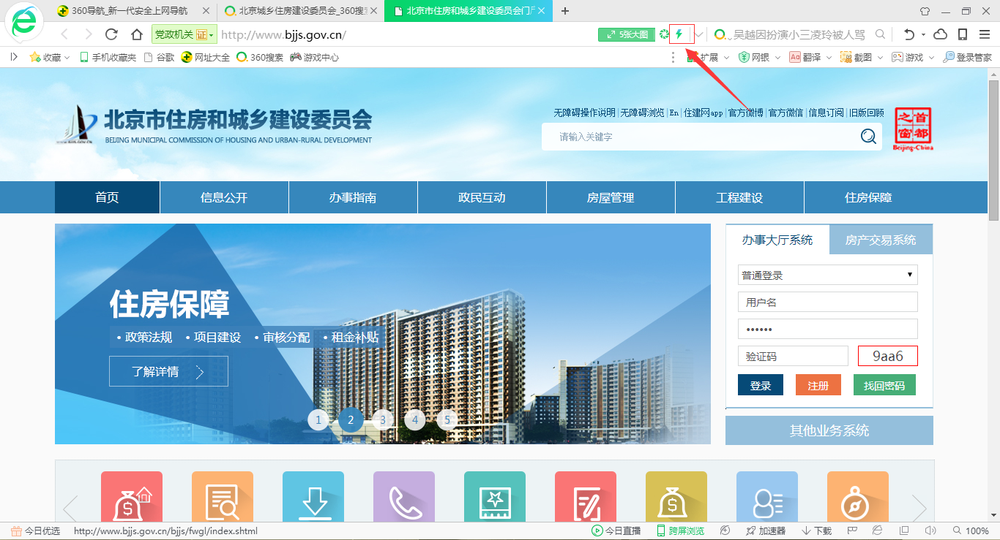 360导航_新一代安全上网导航
北京城乡住房建设委员会_360搜索
北京市住房和城乡建设委员会门户
党政机关 证
http://www.bjjs.gov.cn/
5张大图
吴越因扮演小三凌玲被人骂
收藏
手机收藏夹
谷歌
网址大全
360搜索
游戏中心
扩展
网银
Aa 翻译
截图
游戏
登录管家
北京市住房和城乡建设委员会
BEIJING MUNICIPAL COMMISSION OF HOUSING AND URBAN-RURAL DEVELOPMENT
无障碍操作说明 | 无障碍浏览 | En | 住建网app | 官方微博 | 官方微信 | 信息订阅 | 旧版回顾
请输入关键字
首都之窗
Beijing-China
首页
信息公开
办事指南
政民互动
房屋管理
工程建设
住房保障
住房保障
• 政策法规 • 项目建设 • 审核分配 • 租金补贴
了解详情
1 2 3 4 5
办事大厅系统
房产交易系统
普通登录
用户名
••••••
验证码
9aa6
登录
注册
找回密码
其他业务系统
今日优选
http://www.bjjs.gov.cn/bjjs/fwgl/index.shtml
今日直播
跨屏浏览
加速器
下载
100%